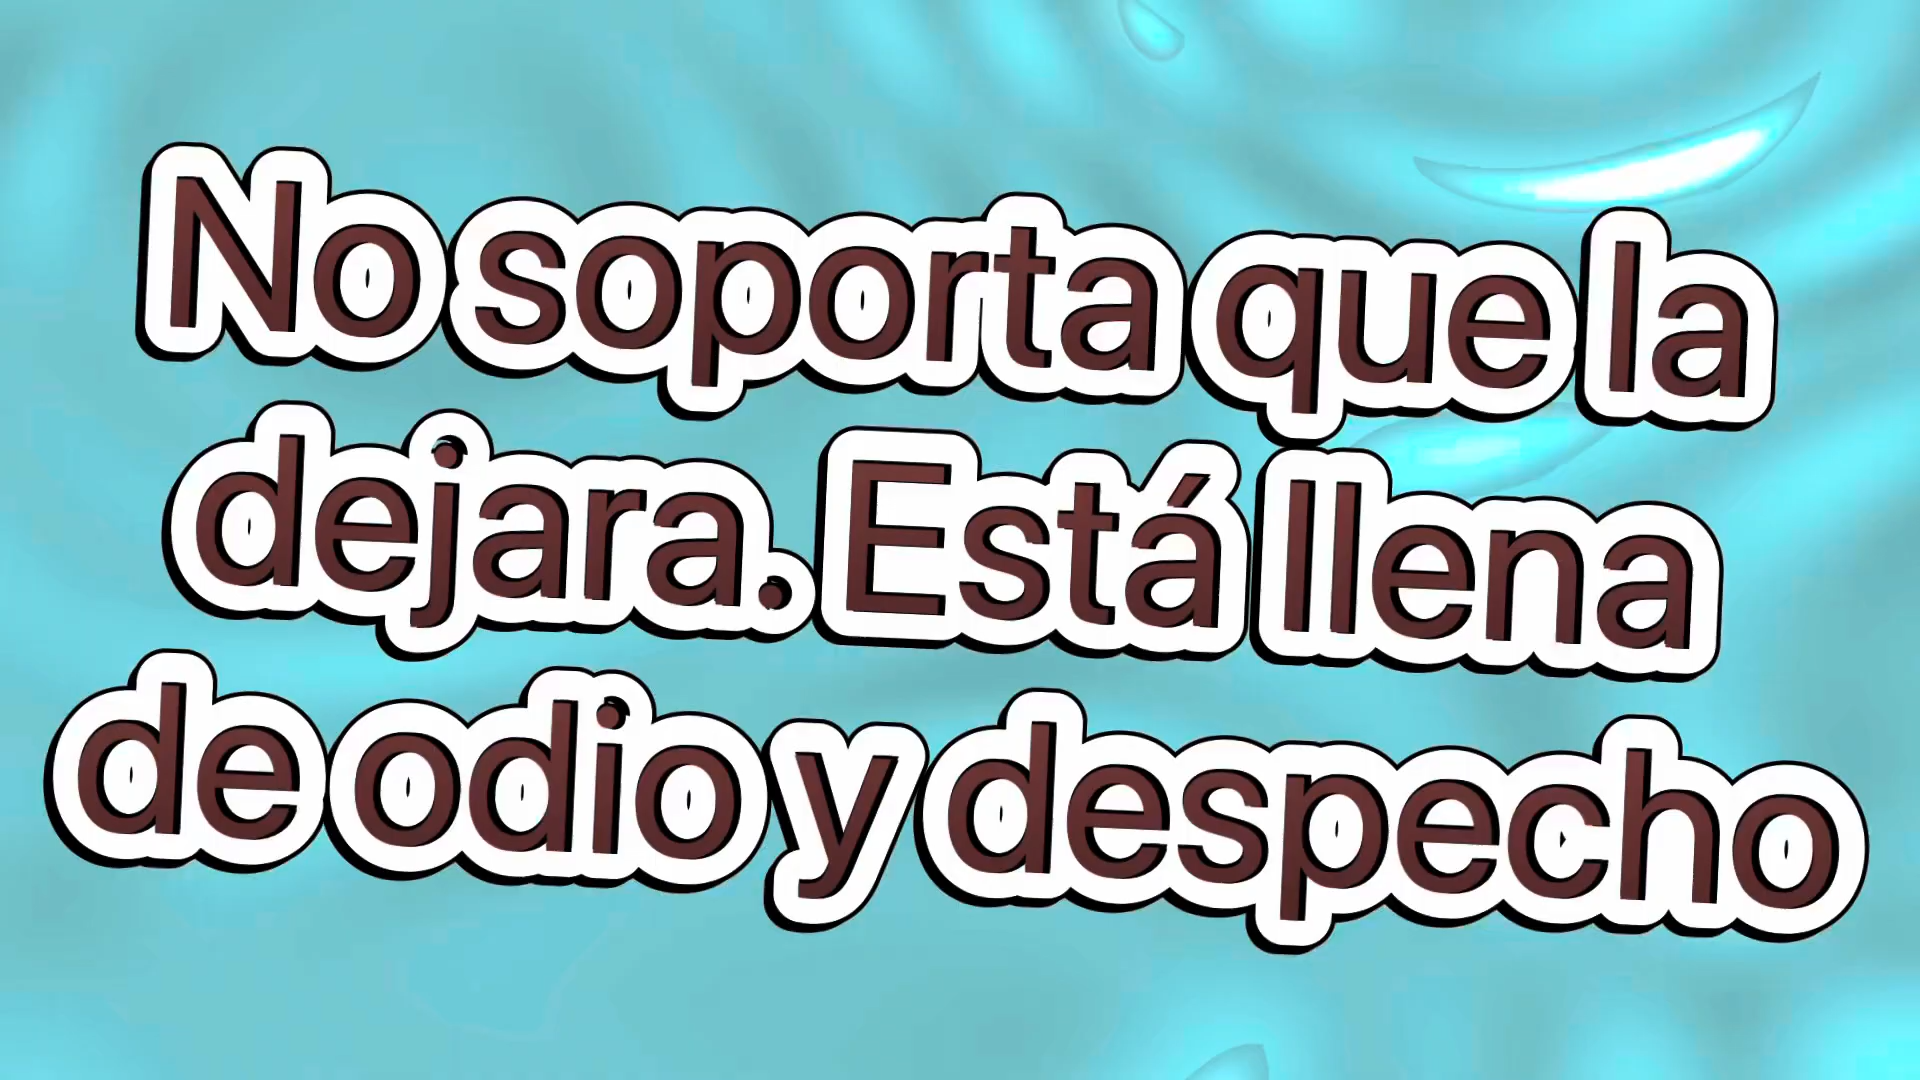 No soporta que la
dejara. Está llena
de odio y despecho